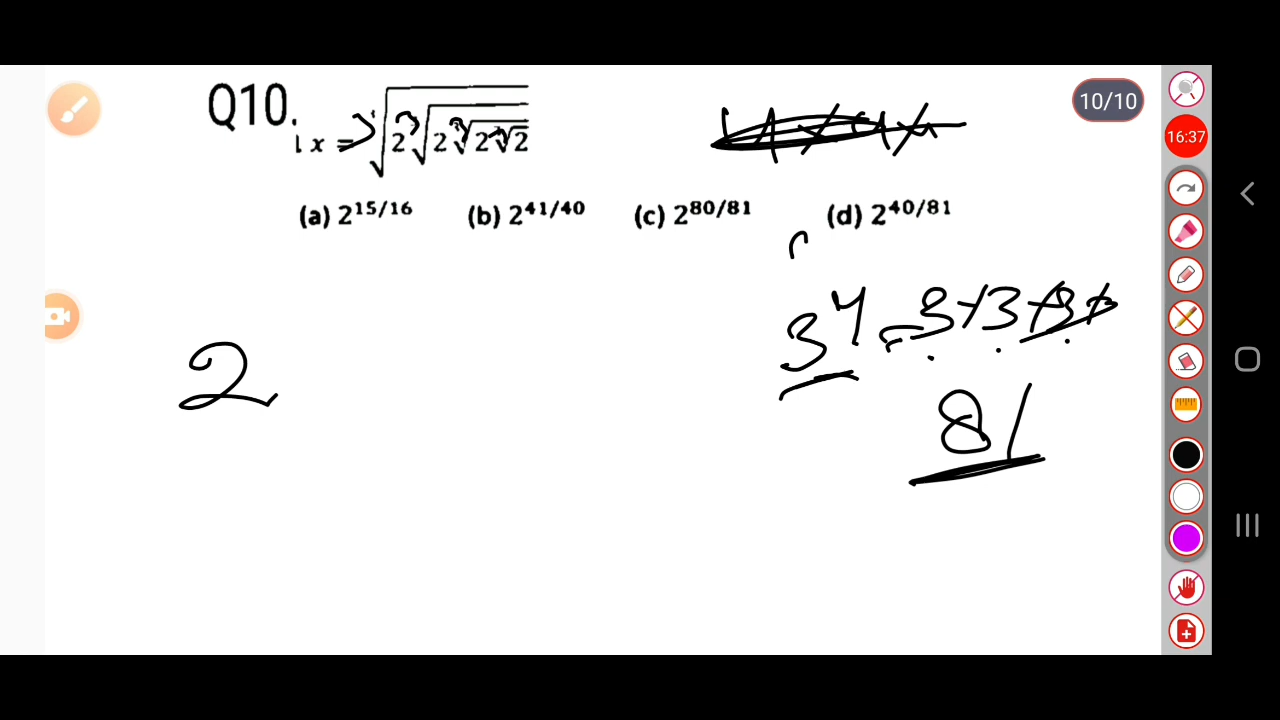 Q10.
x = ∛(2∛(2∛(2∛2)))
(a) 2^15/16 (b) 2^41/40 (c) 2^80/81 (d) 2^40/81
3^4 = 3×3×3×3
81
2
10/10
16:37